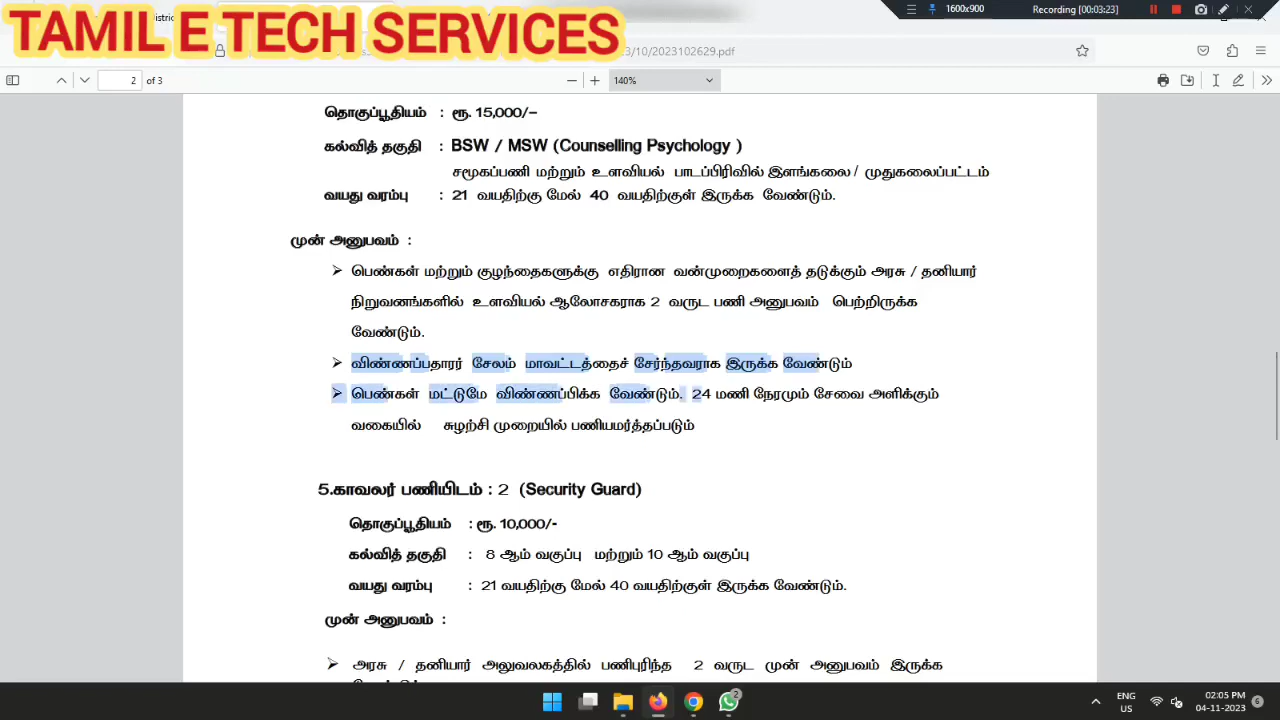 TAMIL E TECH SERVICES
district
1600x900
Recording [00:03:23]
3/10/2023102629.pdf
2 of 3
140%
தொகுப்பூதியம் : ரூ. 15,000/–
கல்வித் தகுதி : BSW / MSW (Counselling Psychology )
சமூகப்பணி மற்றும் உளவியல் பாடப்பிரிவில் இளங்கலை / முதுகலைப்பட்டம்
வயது வரம்பு : 21 வயதிற்கு மேல் 40 வயதிற்குள் இருக்க வேண்டும்.
முன் அனுபவம் :
➢ பெண்கள் மற்றும் குழந்தைகளுக்கு எதிரான வன்முறைகளைத் தடுக்கும் அரசு / தனியார்
நிறுவனங்களில் உளவியல் ஆலோசகராக 2 வருட பணி அனுபவம் பெற்றிருக்க
வேண்டும்.
➢ விண்ணப்பதாரர் சேலம் மாவட்டத்தைச் சேர்ந்தவராக இருக்க வேண்டும்
➢ பெண்கள் மட்டுமே விண்ணப்பிக்க வேண்டும். 24 மணி நேரமும் சேவை அளிக்கும்
வகையில் சுழற்சி முறையில் பணியமர்த்தப்படும்
5.காவலர் பணியிடம் : 2 (Security Guard)
தொகுப்பூதியம் : ரூ. 10,000/-
கல்வித் தகுதி : 8 ஆம் வகுப்பு மற்றும் 10 ஆம் வகுப்பு
வயது வரம்பு : 21 வயதிற்கு மேல் 40 வயதிற்குள் இருக்க வேண்டும்.
முன் அனுபவம் :
➢ அரசு / தனியார் அலுவலகத்தில் பணிபுரிந்த 2 வருட முன் அனுபவம் இருக்க
2
ENG
US
02:05 PM
04-11-2023
6